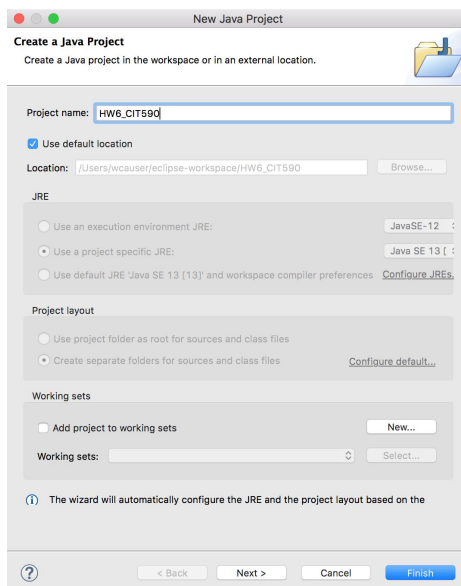 New Java Project
Create a Java Project
Create a Java project in the workspace or in an external location.
Project name: HW6_CIT590
Use default location
Location: /Users/wcauser/eclipse-workspace/HW6_CIT590 Browse...
JRE
Use an execution environment JRE: JavaSE-12
Use a project specific JRE: Java SE 13 [
Use default JRE 'Java SE 13 [13]' and workspace compiler preferences Configure JREs.
Project layout
Use project folder as root for sources and class files
Create separate folders for sources and class files Configure default...
Working sets
Add project to working sets New...
Working sets: Select...
The wizard will automatically configure the JRE and the project layout based on the
? < Back Next > Cancel Finish